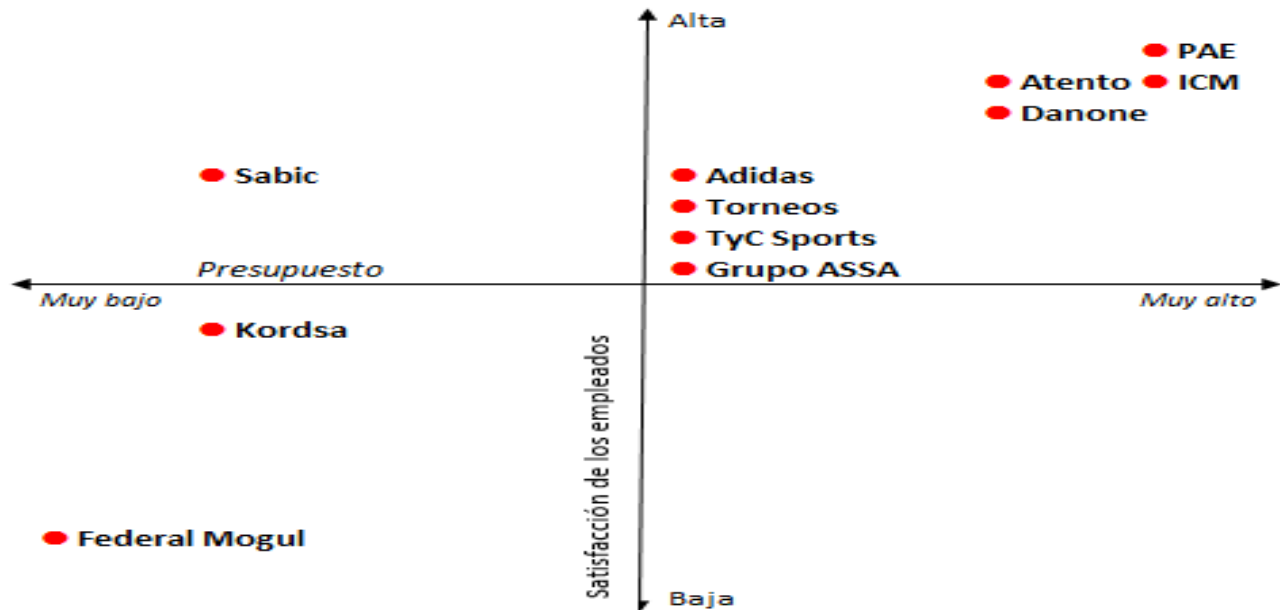 Alta
PAE
Atento
ICM
Danone
Sabic
Adidas
Torneos
TyC Sports
Presupuesto
Grupo ASSA
Muy bajo
Muy alto
Kordsa
Satisfacción de los empleados
Federal Mogul
Baja